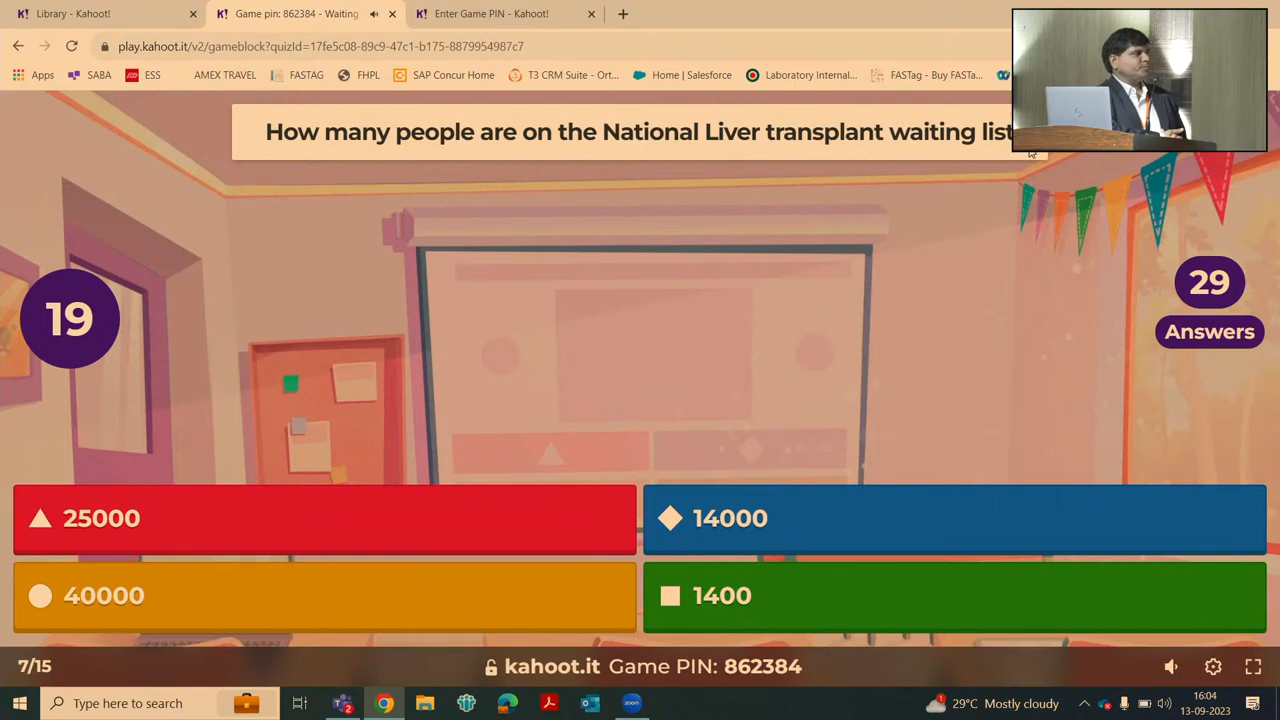 Library - Kahoot!
Game pin: 862384 - Waiting
Enter Game PIN - Kahoot!
play.kahoot.it/v2/gameblock?quizId=17fe5c08-89c9-47c1-b175-8879954987c7
Apps
SABA
ESS
AMEX TRAVEL
FASTAG
FHPL
SAP Concur Home
T3 CRM Suite - Ort...
Home | Salesforce
Laboratory Internal...
FASTag - Buy FASTa...
How many people are on the National Liver transplant waiting list
19
29
Answers
25000
14000
40000
1400
7/15
kahoot.it Game PIN: 862384
Type here to search
29°C Mostly cloudy
16:04
13-09-2023